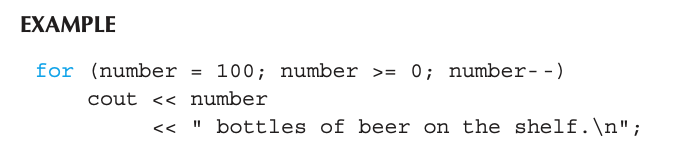 EXAMPLE
for (number = 100; number >= 0; number--)
cout << number
<< " bottles of beer on the shelf.\n";